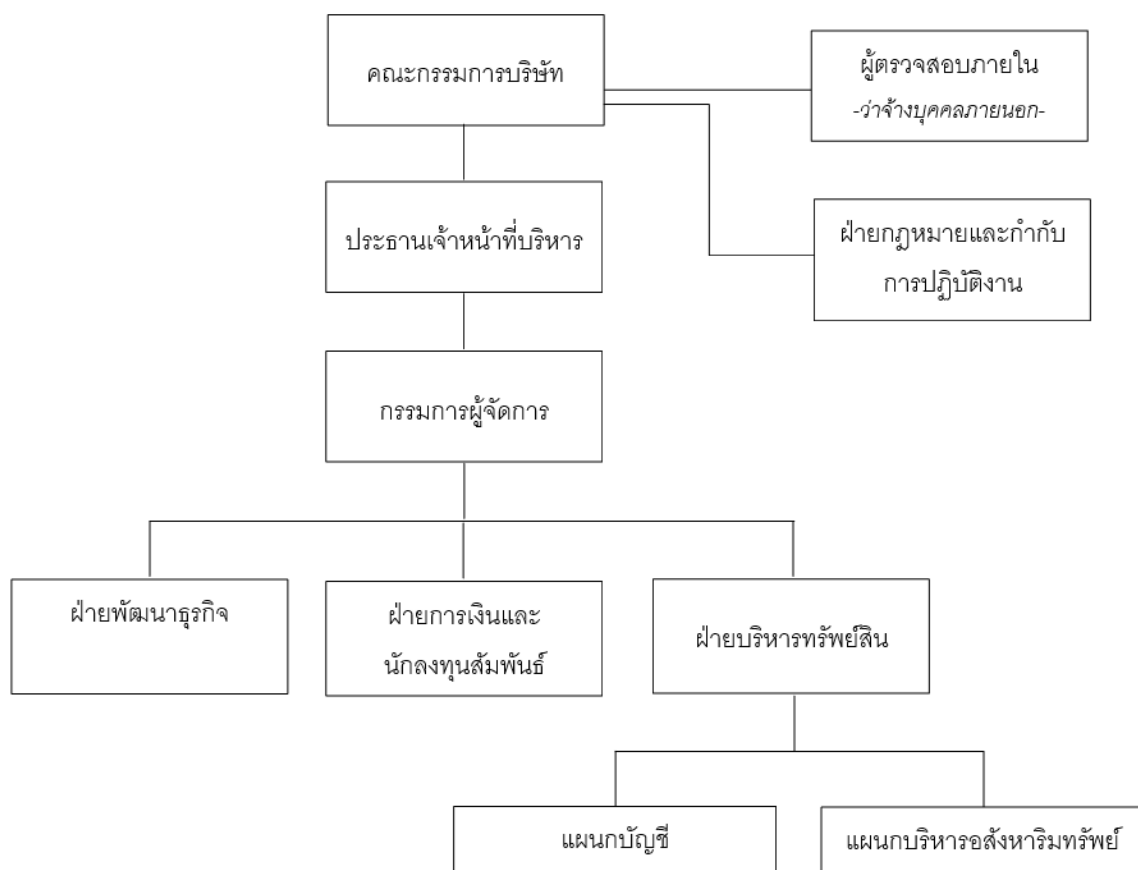 คณะกรรมการบริษัท
ผู้ตรวจสอบภายใน
-ว่าจ้างบุคคลภายนอก-
ประธานเจ้าหน้าที่บริหาร
ฝ่ายกฎหมายและกำกับ
การปฏิบัติงาน
กรรมการผู้จัดการ
ฝ่ายพัฒนาธุรกิจ
ฝ่ายการเงินและ
นักลงทุนสัมพันธ์
ฝ่ายบริหารทรัพย์สิน
แผนกบัญชี
แผนกบริหารอสังหาริมทรัพย์